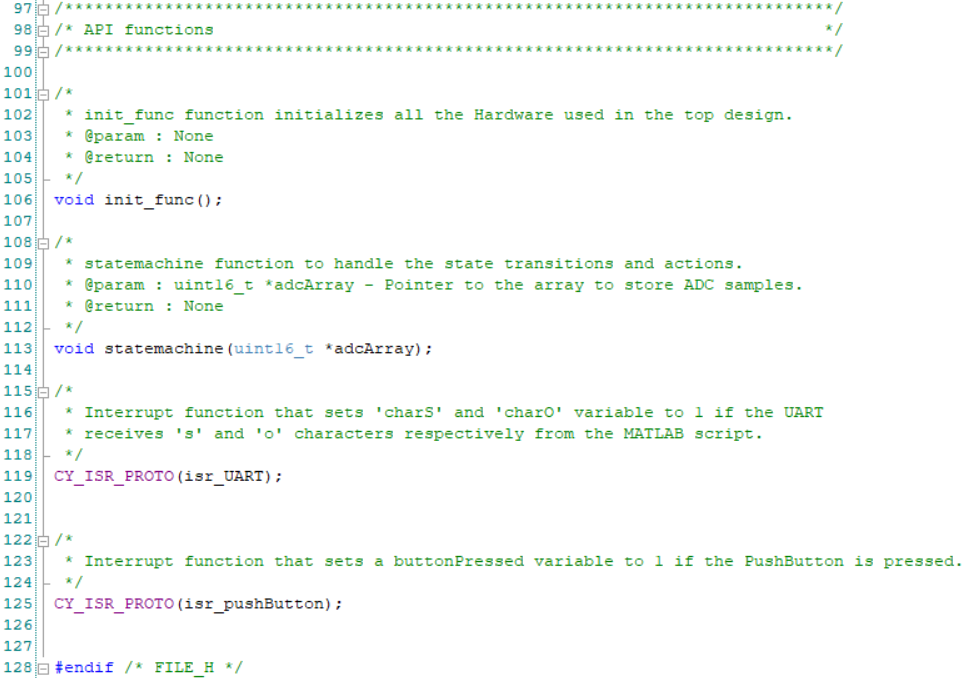 97 /*****************************************************************************/
98 /* API functions                                                             */
99 /*****************************************************************************/
100
101 /*
102  * init_func function initializes all the Hardware used in the top design.
103  * @param : None
104  * @return : None
105  */
106 void init_func();
107
108 /*
109  * statemachine function to handle the state transitions and actions.
110  * @param : uint16_t *adcArray - Pointer to the array to store ADC samples.
111  * @return : None
112  */
113 void statemachine(uint16_t *adcArray);
114
115 /*
116  * Interrupt function that sets 'charS' and 'charO' variable to 1 if the UART
117  * receives 's' and 'o' characters respectively from the MATLAB script.
118  */
119 CY_ISR_PROTO(isr_UART);
120
121
122 /*
123  * Interrupt function that sets a buttonPressed variable to 1 if the PushButton is pressed.
124  */
125 CY_ISR_PROTO(isr_pushButton);
126
127
128 #endif /* FILE_H */